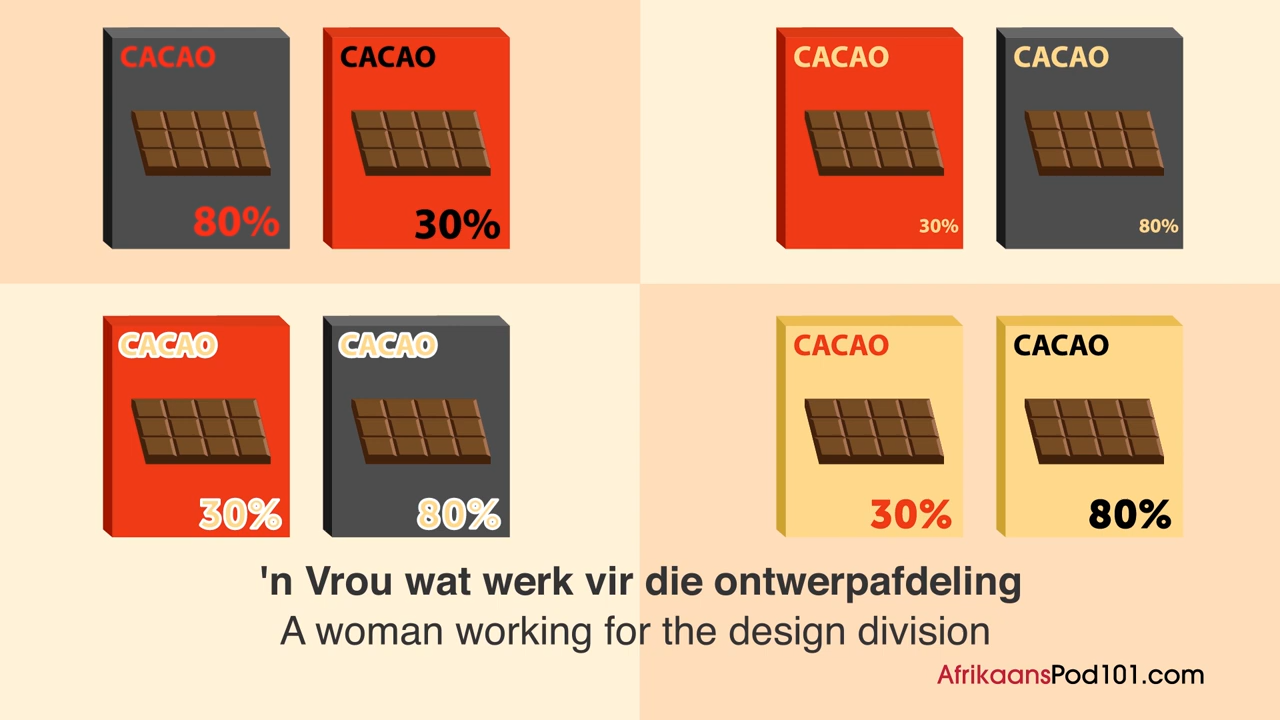 CACAO
80%
CACAO
30%
CACAO
30%
CACAO
80%
CACAO
30%
CACAO
80%
CACAO
30%
CACAO
80%
'n Vrou wat werk vir die ontwerpafdeling
A woman working for the design division
AfrikaansPod101.com